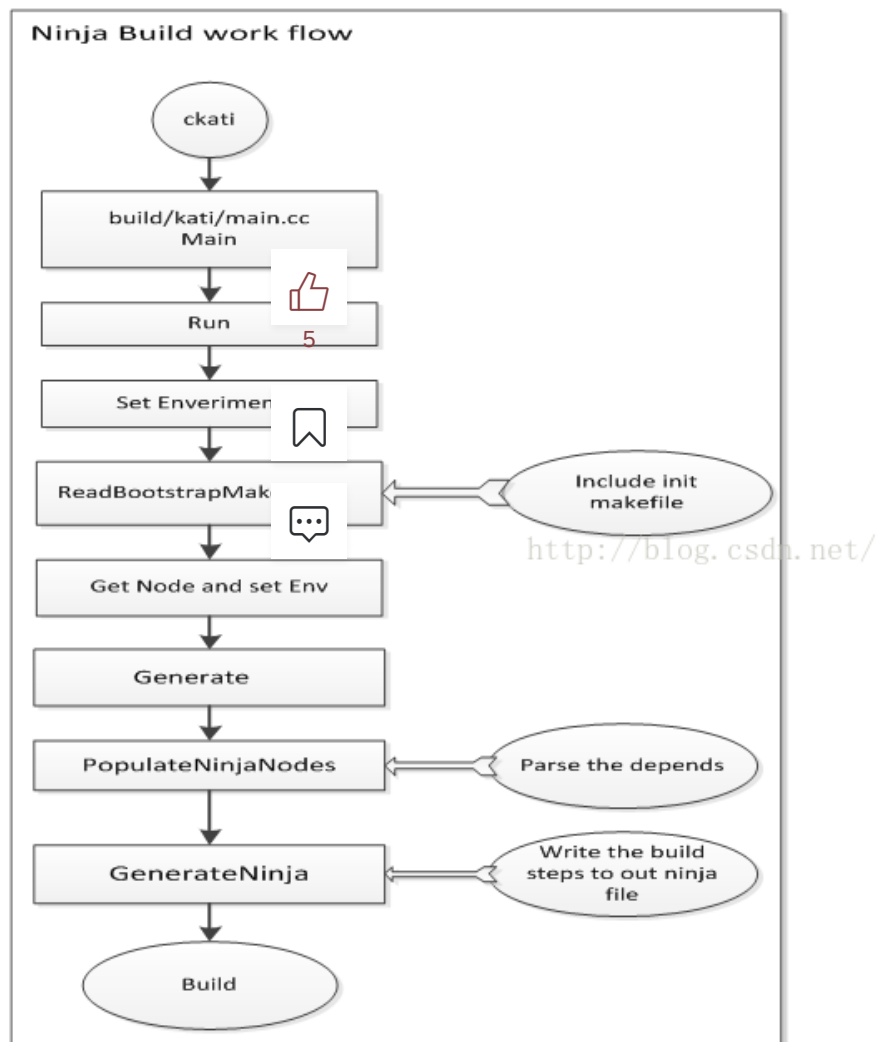 Ninja Build work flow
ckati
build/kati/main.cc
Main
Run
5
Set Enverimen
ReadBootstrapMak
Include init
makefile
http://blog.csdn.net/
Get Node and set Env
Generate
PopulateNinjaNodes
Parse the depends
GenerateNinja
Write the build
steps to out ninja
file
Build